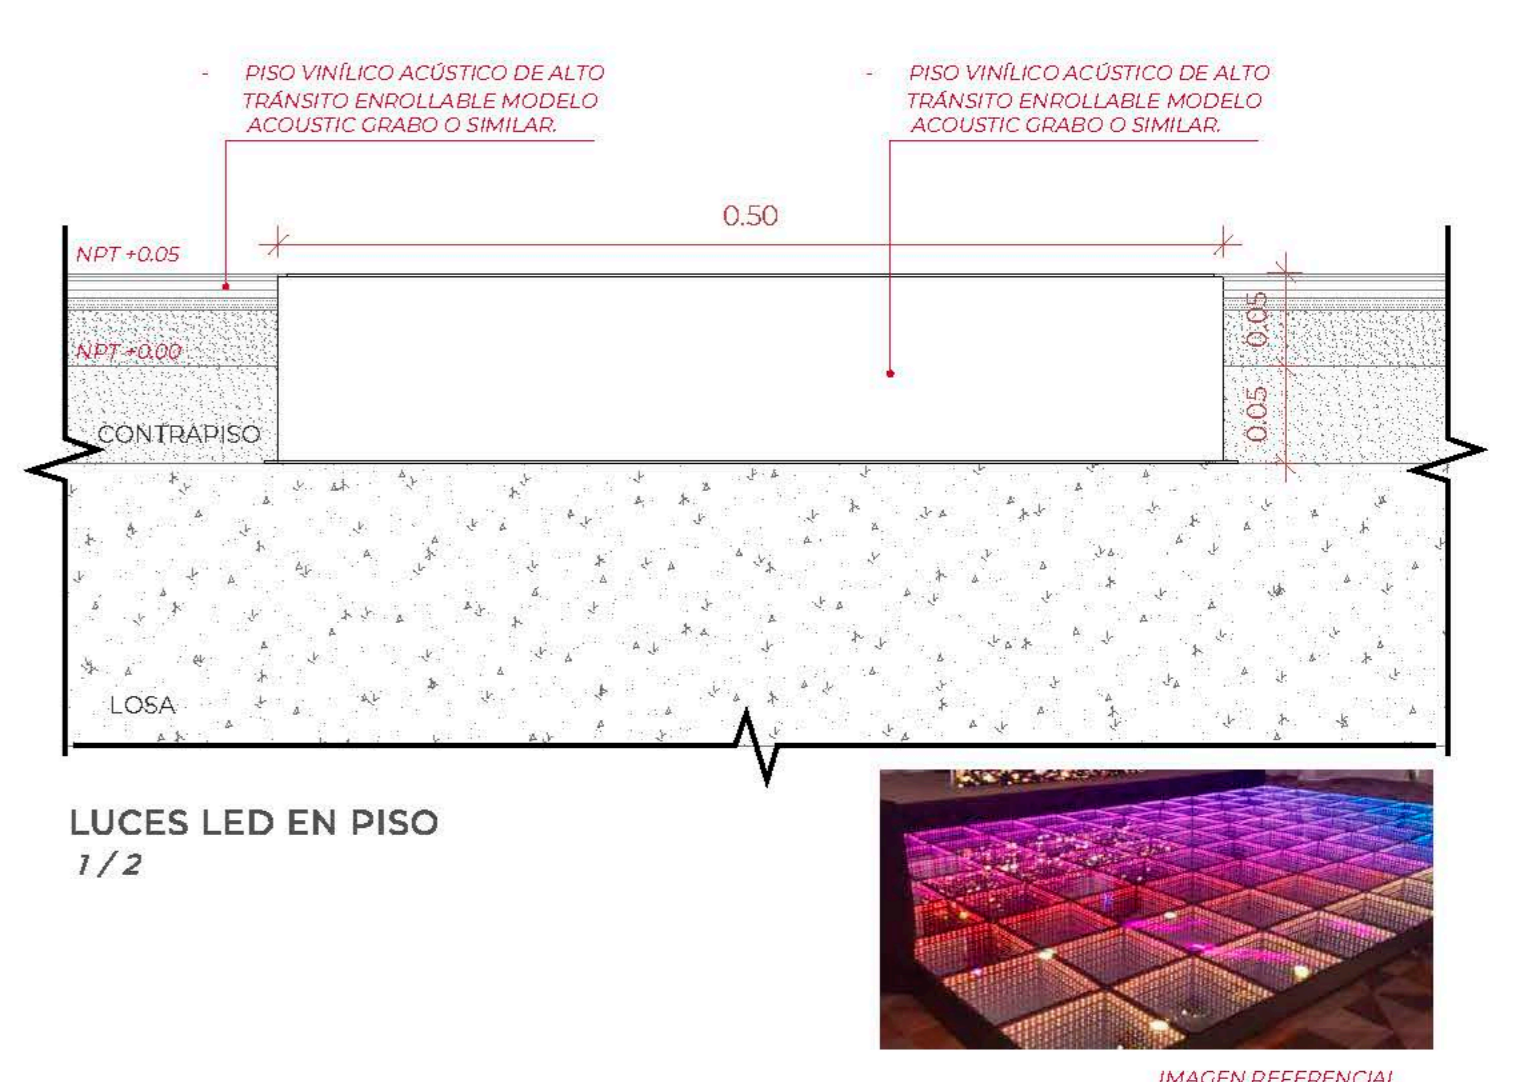 - PISO VINÍLICO ACÚSTICO DE ALTO
TRÁNSITO ENROLLABLE MODELO
ACOUSTIC GRABO O SIMILAR.
- PISO VINÍLICO ACÚSTICO DE ALTO
TRÁNSITO ENROLLABLE MODELO
ACOUSTIC GRABO O SIMILAR.
0.50
NPT +0.05
0.05
NPT +0.00
0.05
CONTRAPISO
LOSA
LUCES LED EN PISO
1 / 2
IMAGEN REFERENCIAL